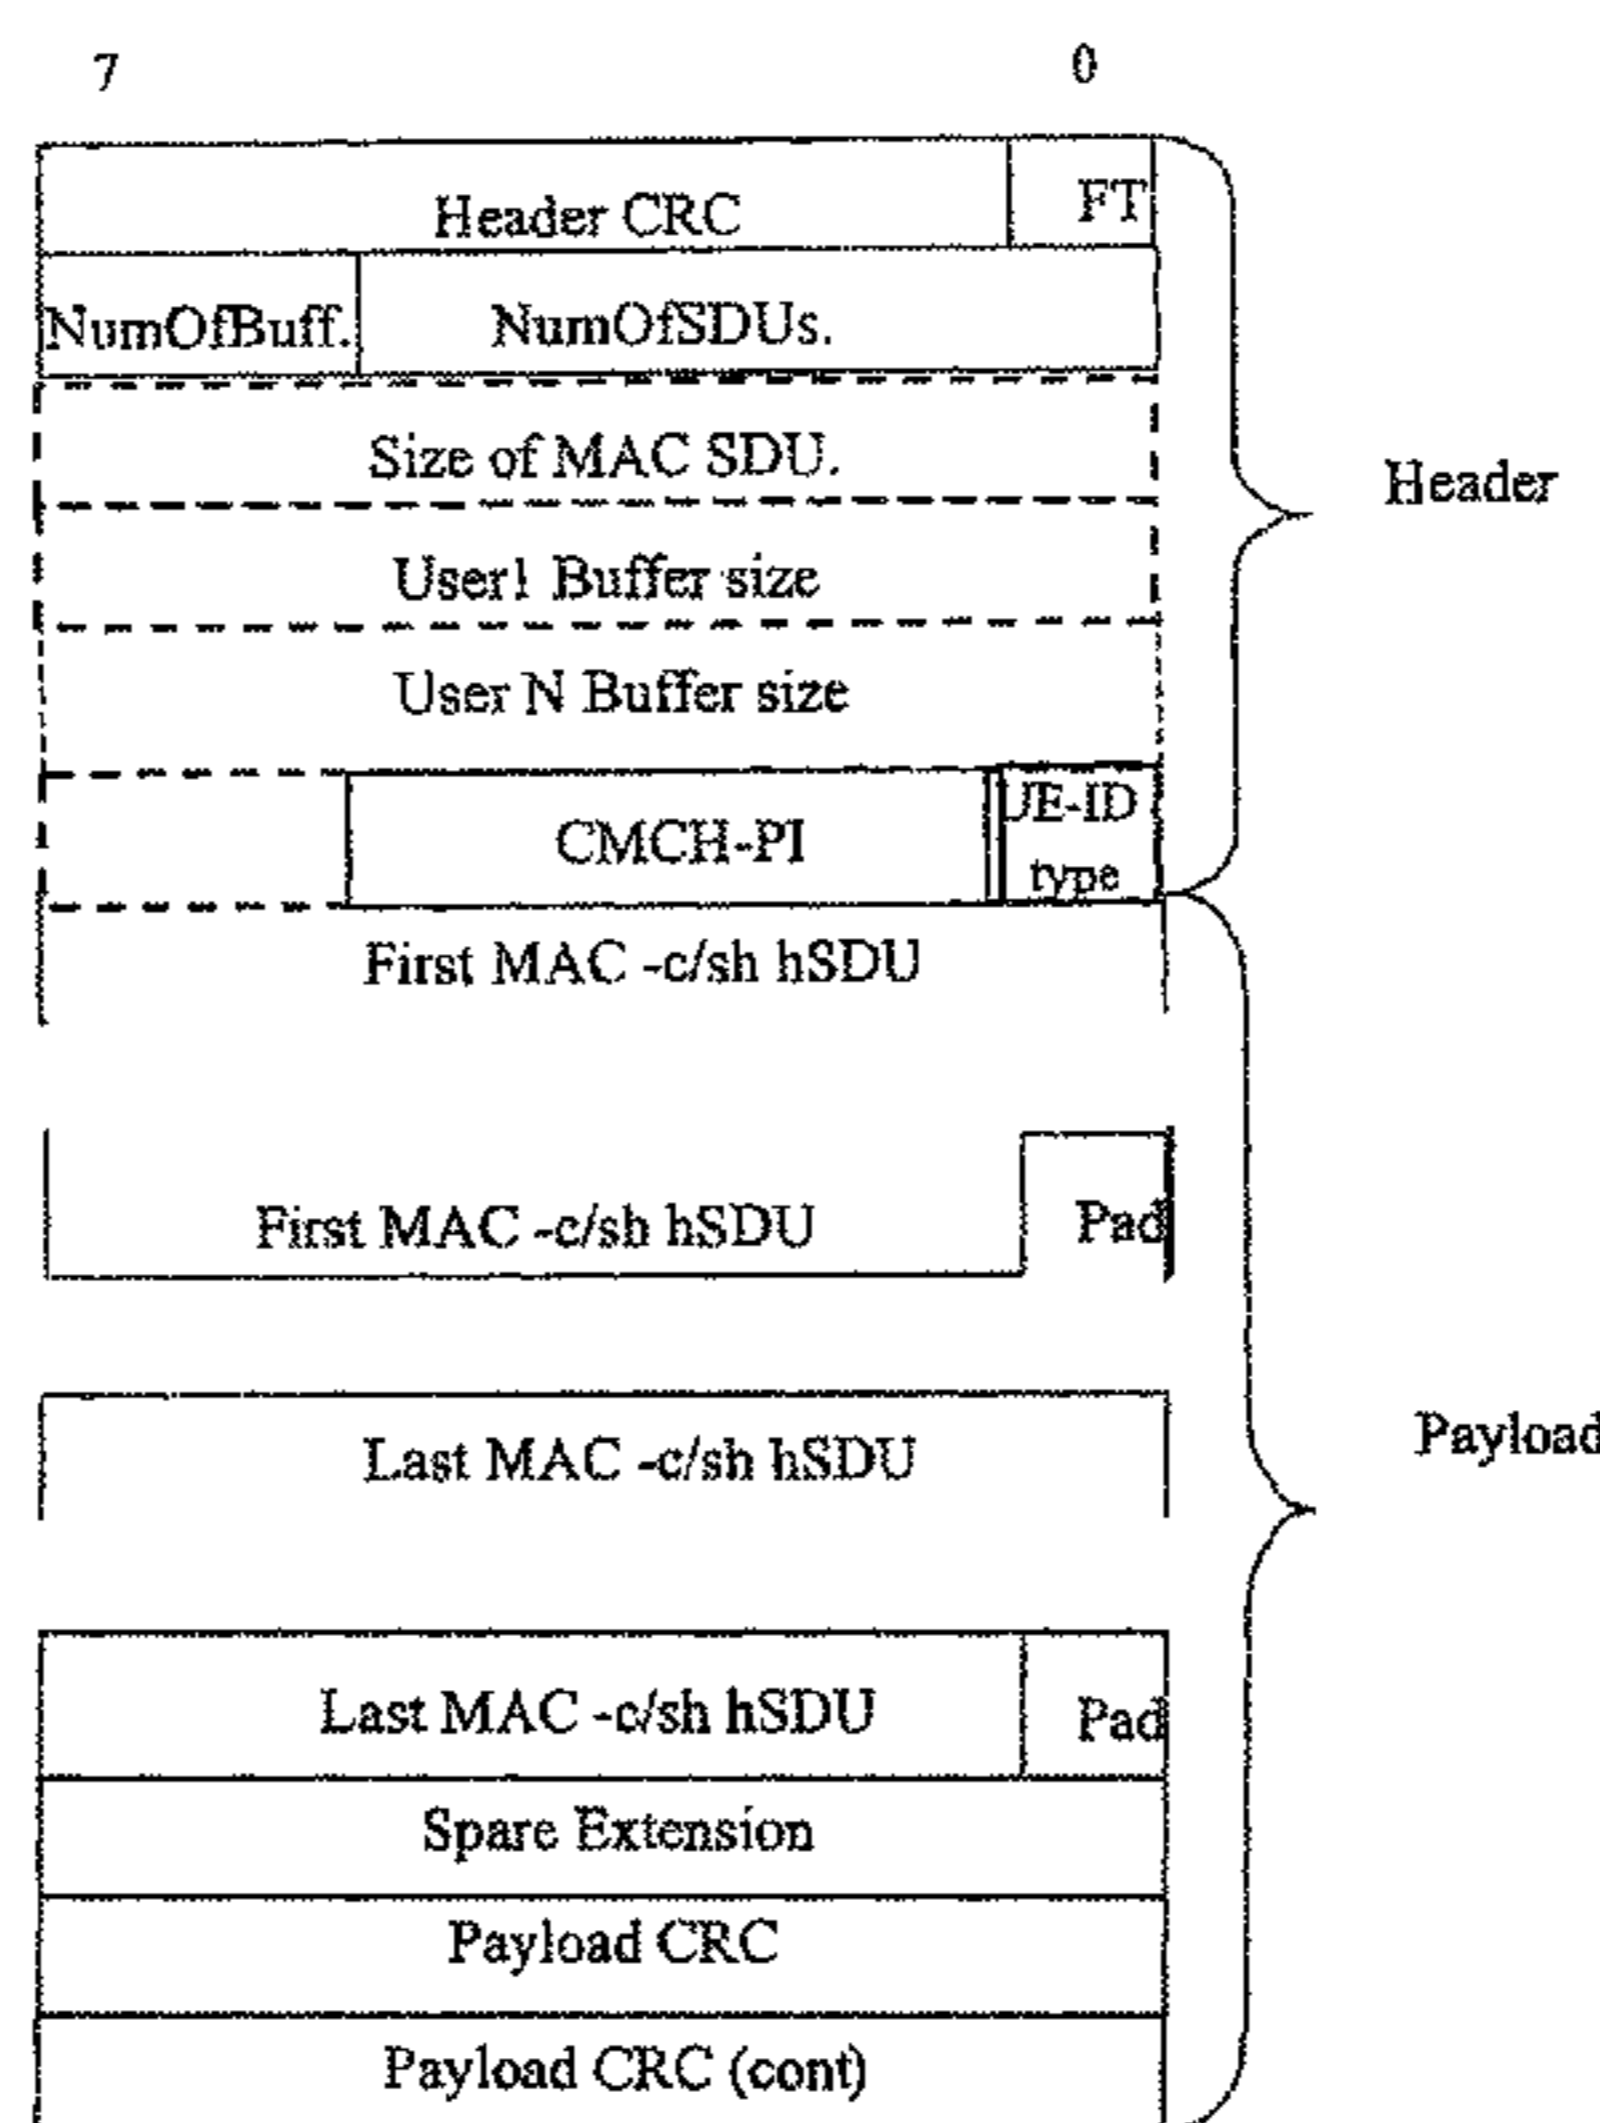 7 0
Header CRC FT
NumOfBuff. NumOfSDUs.
Size of MAC SDU.
Header
User1 Buffer size
User N Buffer size
CMCH-PI UE-ID
type
First MAC -c/sh hSDU
First MAC -c/sh hSDU Pad
Payload
Last MAC -c/sh hSDU
Last MAC -c/sh hSDU Pad
Spare Extension
Payload CRC
Payload CRC (cont)